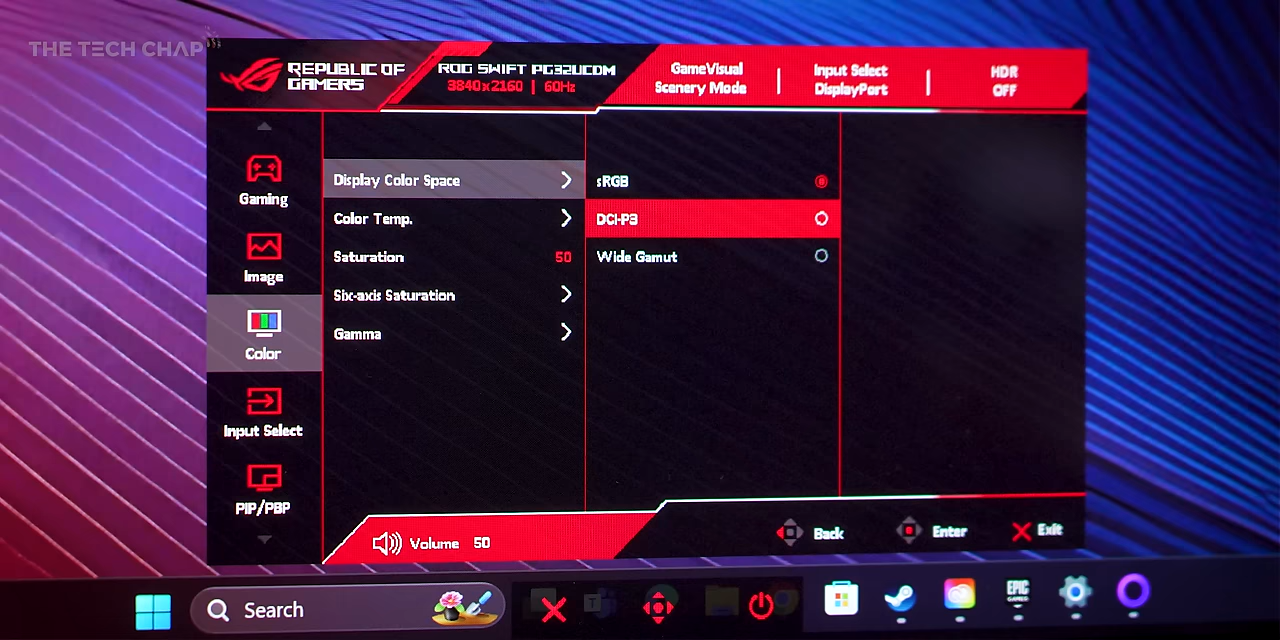 THE TECH CHAP
REPUBLIC OF
GAMERS
ROG SWIFT PG32UCDM
3840x2160 | 60Hz
GameVisual
Scenery Mode
Input Select
DisplayPort
HDR
OFF
Gaming
Image
Color
Input Select
PIP/PBP
Display Color Space
Color Temp.
Saturation 50
Six-axis Saturation
Gamma
sRGB
DCI-P3
Wide Gamut
Volume 50
Back
Enter
Exit
Search
T
EPIC
GAMES